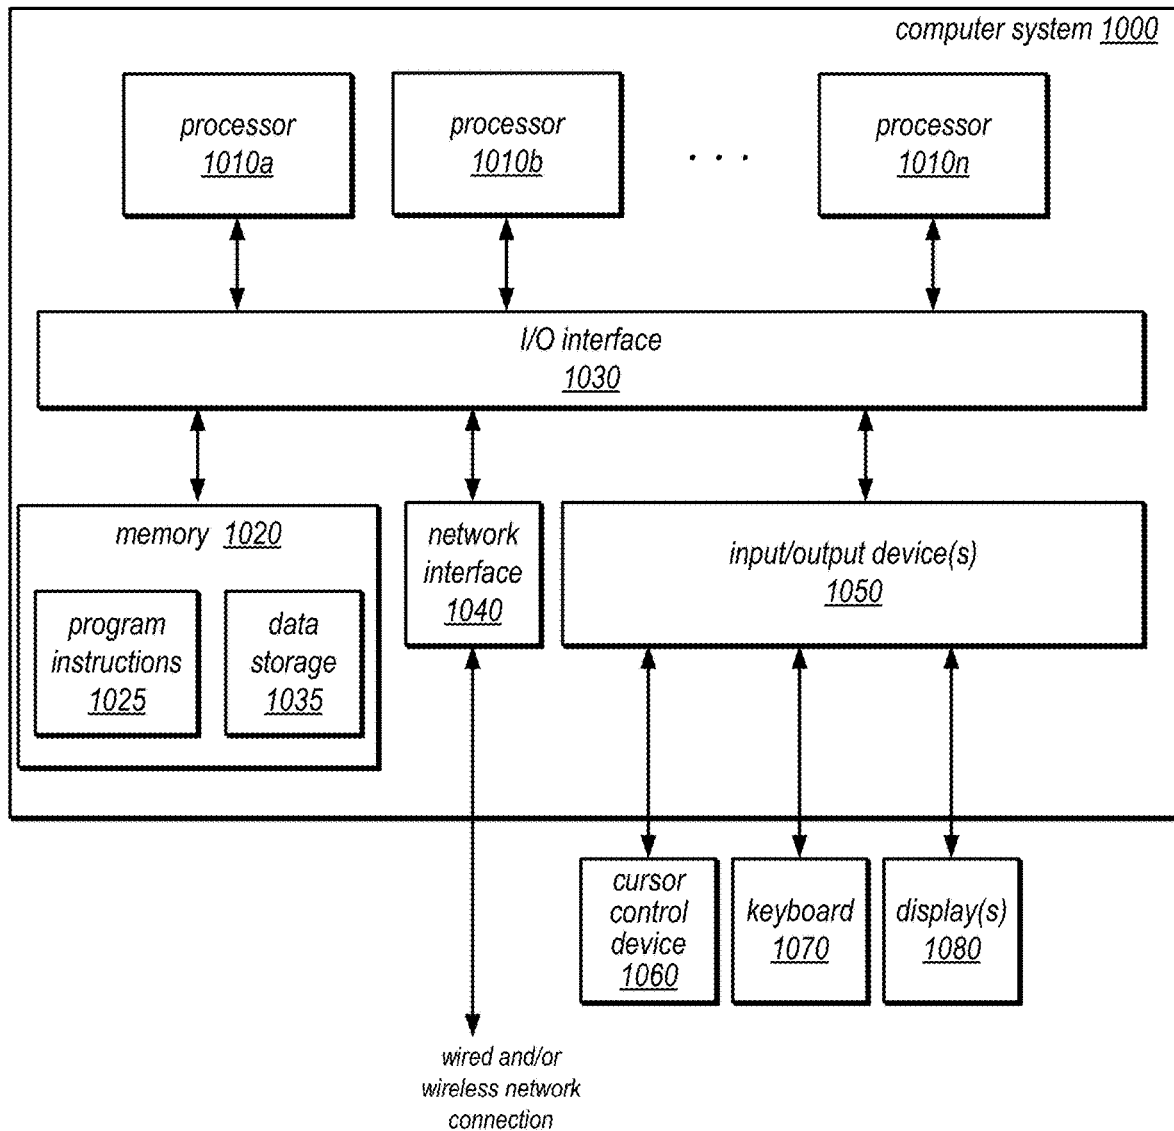 computer system 1000
processor
1010a
processor
1010b
. . .
processor
1010n
I/O interface
1030
memory 1020
program
instructions
1025
data
storage
1035
network
interface
1040
input/output device(s)
1050
cursor
control
device
1060
keyboard
1070
display(s)
1080
wired and/or
wireless network
connection